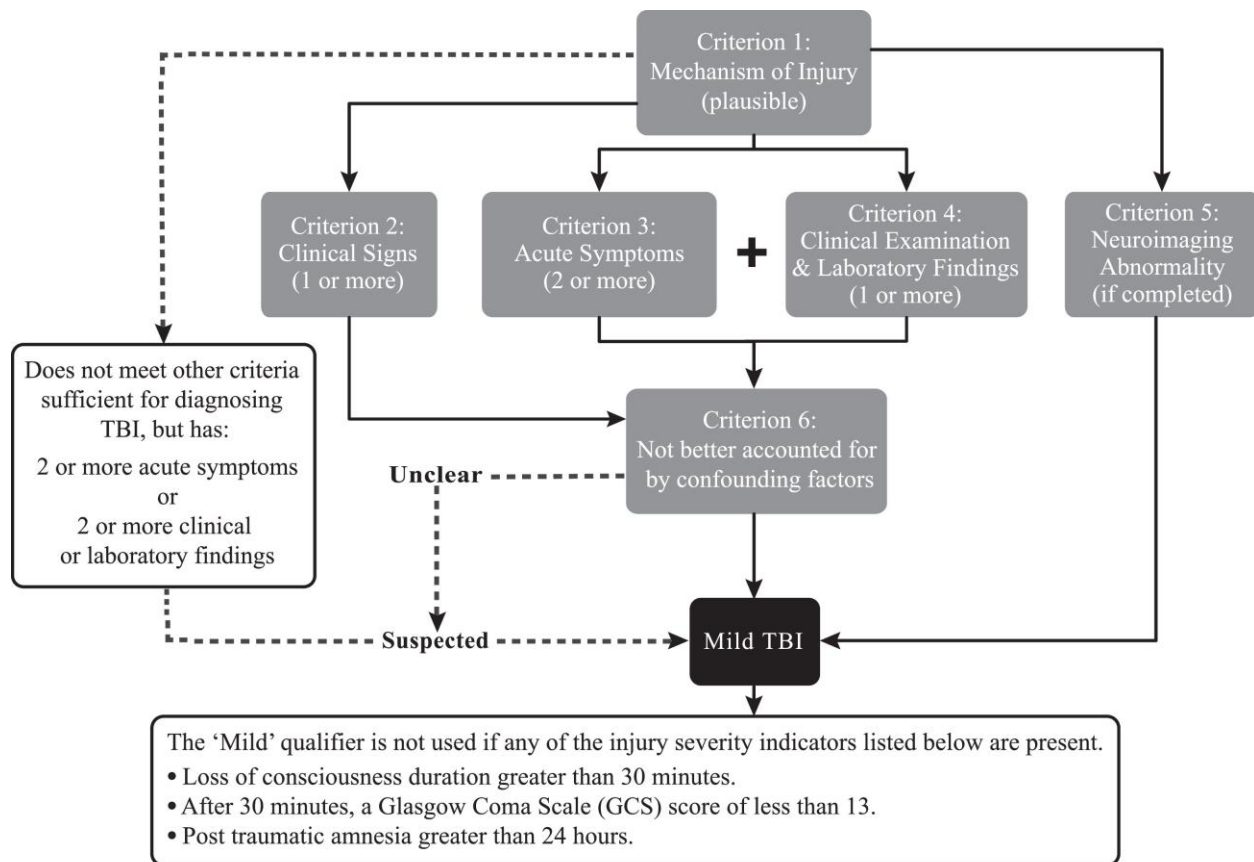 Criterion 1:
Mechanism of Injury
(plausible)
Criterion 2:
Clinical Signs
(1 or more)
Criterion 3:
Acute Symptoms
(2 or more)
+
Criterion 4:
Clinical Examination
& Laboratory Findings
(1 or more)
Criterion 5:
Neuroimaging
Abnormality
(if completed)
Does not meet other criteria
sufficient for diagnosing
TBI, but has:
2 or more acute symptoms
or
2 or more clinical
or laboratory findings
Criterion 6:
Not better accounted for
by confounding factors
Unclear
Suspected
Mild TBI
The ‘Mild’ qualifier is not used if any of the injury severity indicators listed below are present.
• Loss of consciousness duration greater than 30 minutes.
• After 30 minutes, a Glasgow Coma Scale (GCS) score of less than 13.
• Post traumatic amnesia greater than 24 hours.